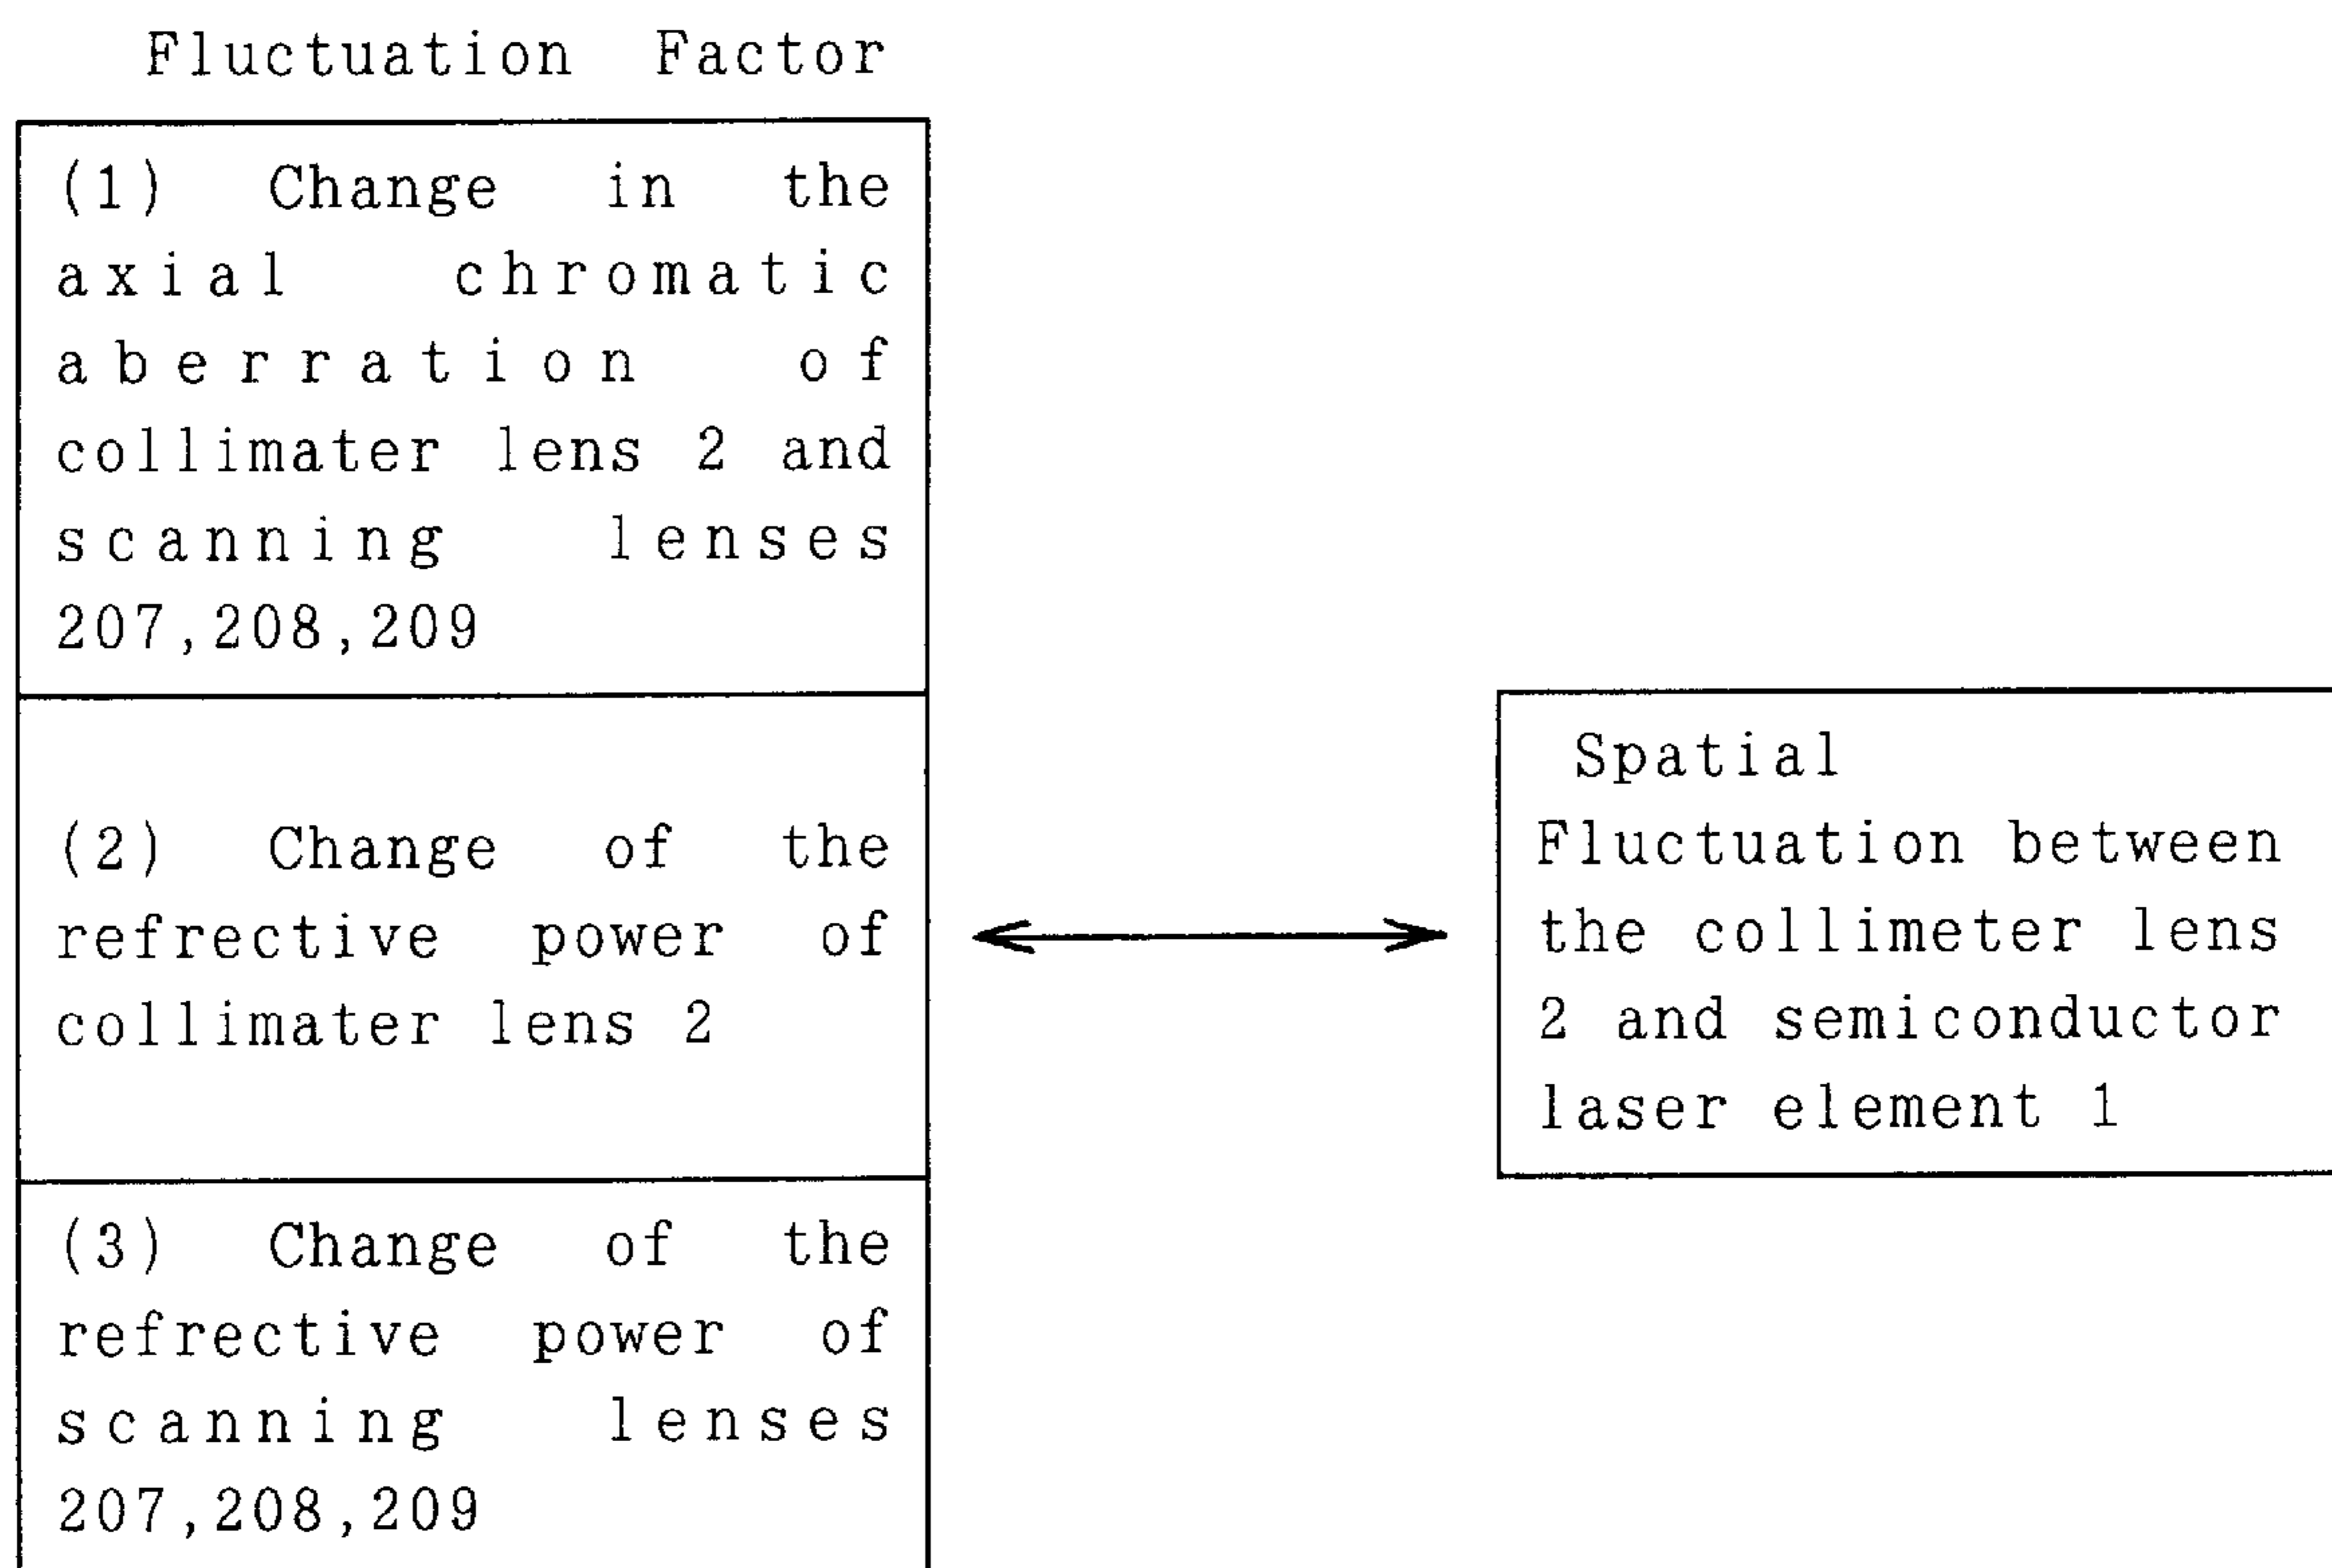 Fluctuation Factor
(1) Change in the
axial chromatic
aberration of
collimater lens 2 and
scanning lenses
207,208,209
(2) Change of the
refrective power of
collimater lens 2
(3) Change of the
refrective power of
scanning lenses
207,208,209
Spatial
Fluctuation between
the collimeter lens
2 and semiconductor
laser element 1